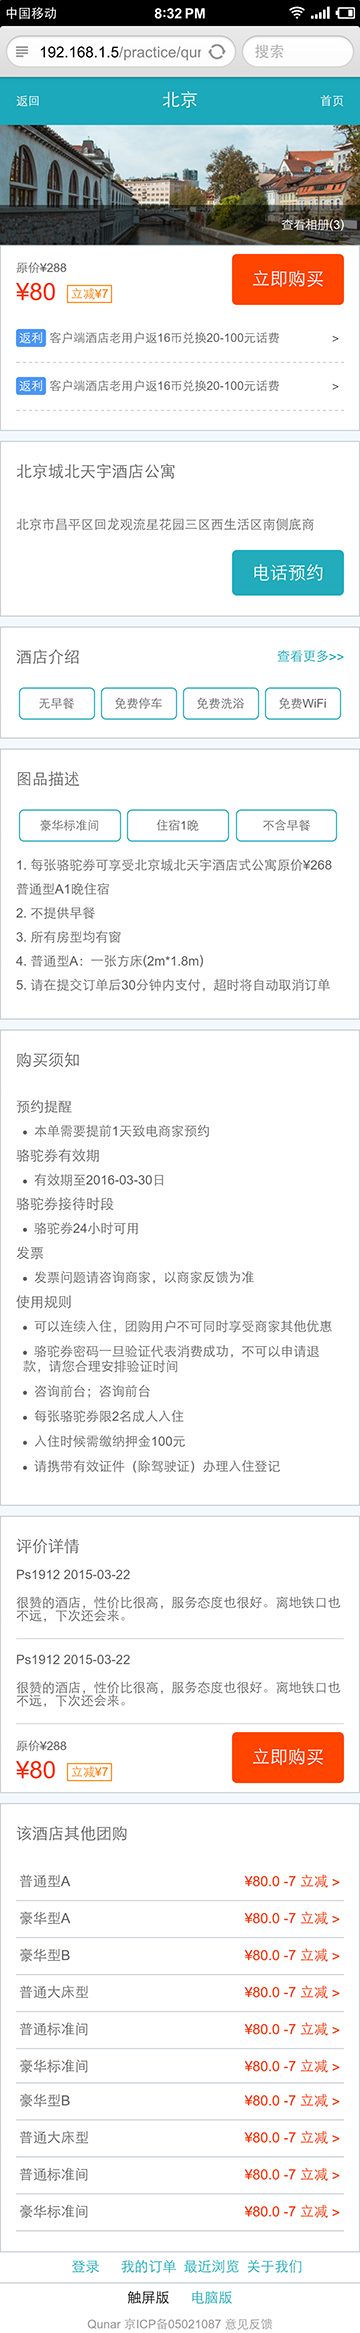 中国移动 8:32 PM
192.168.1.5/practice/qur 搜索
返回 北京 首页
查看相册(3)
原价¥288
¥80 立减¥7 立即购买
返利 客户端酒店老用户返16币兑换20-100元话费 >
返利 客户端酒店老用户返16币兑换20-100元话费 >
北京城北天宇酒店公寓
北京市昌平区回龙观流星花园三区西生活区南侧底商
电话预约
酒店介绍 查看更多>>
无早餐 免费停车 免费洗浴 免费WiFi
图品描述
豪华标准间 住宿1晚 不含早餐
1. 每张骆驼券可享受北京城北天宇酒店式公寓原价¥268
普通型A1晚住宿
2. 不提供早餐
3. 所有房型均有窗
4. 普通型A：一张方床(2m*1.8m)
5. 请在提交订单后30分钟内支付，超时将自动取消订单
购买须知
预约提醒
• 本单需要提前1天致电商家预约
骆驼券有效期
• 有效期至2016-03-30日
骆驼券接待时段
• 骆驼券24小时可用
发票
• 发票问题请咨询商家，以商家反馈为准
使用规则
• 可以连续入住，团购用户不可同时享受商家其他优惠
• 骆驼券密码一旦验证代表消费成功，不可以申请退
款，请您合理安排验证时间
• 咨询前台；咨询前台
• 每张骆驼券限2名成人入住
• 入住时候需缴纳押金100元
• 请携带有效证件（除驾驶证）办理入住登记
评价详情
Ps1912 2015-03-22
很赞的酒店，性价比很高，服务态度也很好。离地铁口也
不远，下次还会来。
Ps1912 2015-03-22
很赞的酒店，性价比很高，服务态度也很好。离地铁口也
不远，下次还会来。
原价¥288
¥80 立减¥7 立即购买
该酒店其他团购
普通型A ¥80.0 -7 立减 >
豪华型A ¥80.0 -7 立减 >
豪华型B ¥80.0 -7 立减 >
普通大床型 ¥80.0 -7 立减 >
普通标准间 ¥80.0 -7 立减 >
豪华标准间 ¥80.0 -7 立减 >
豪华型B ¥80.0 -7 立减 >
普通大床型 ¥80.0 -7 立减 >
普通标准间 ¥80.0 -7 立减 >
豪华标准间 ¥80.0 -7 立减 >
登录 我的订单 最近浏览 关于我们
触屏版 电脑版
Qunar 京ICP备05021087 意见反馈